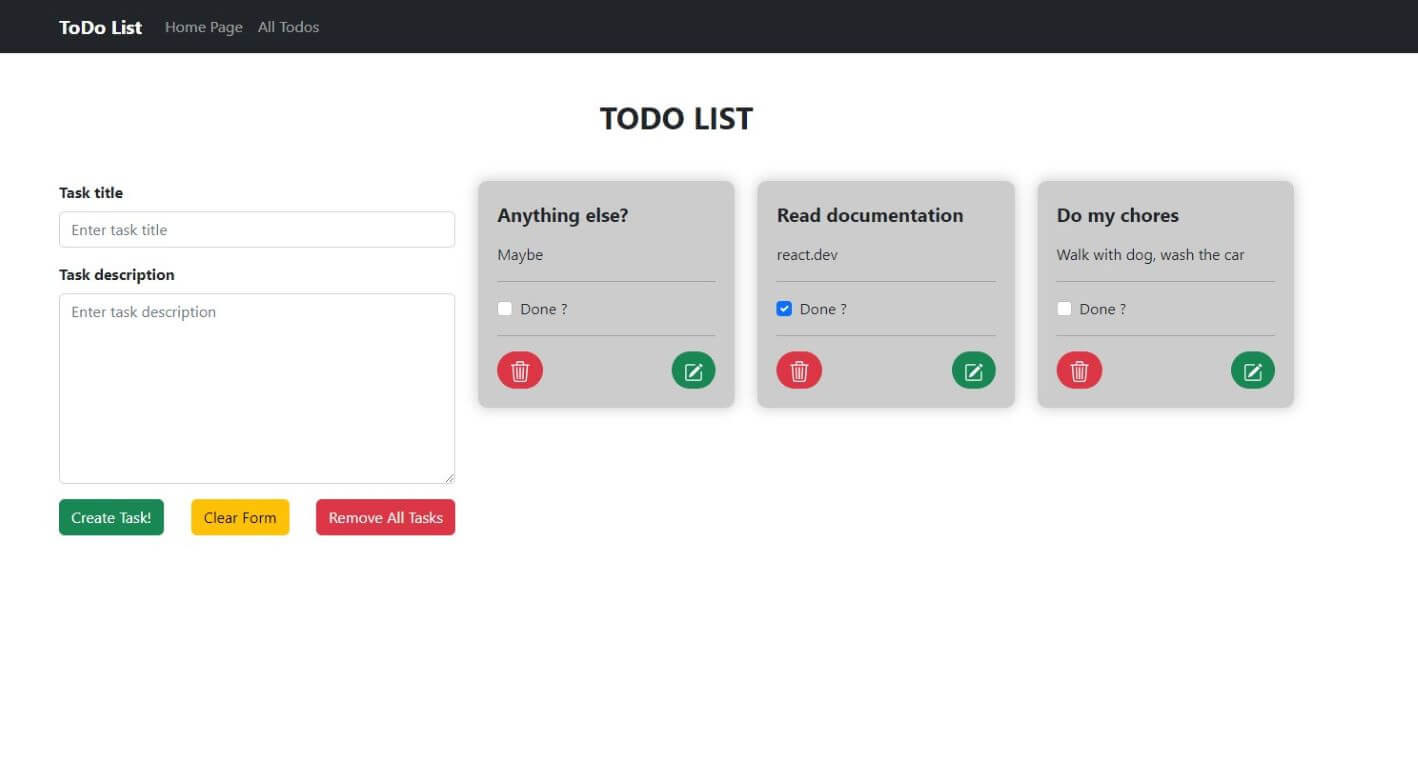 ToDo List Home Page All Todos
TODO LIST
Task title
Enter task title
Task description
Enter task description
Create Task! Clear Form Remove All Tasks
Anything else?
Maybe
Done ?
Read documentation
react.dev
Done ?
Do my chores
Walk with dog, wash the car
Done ?